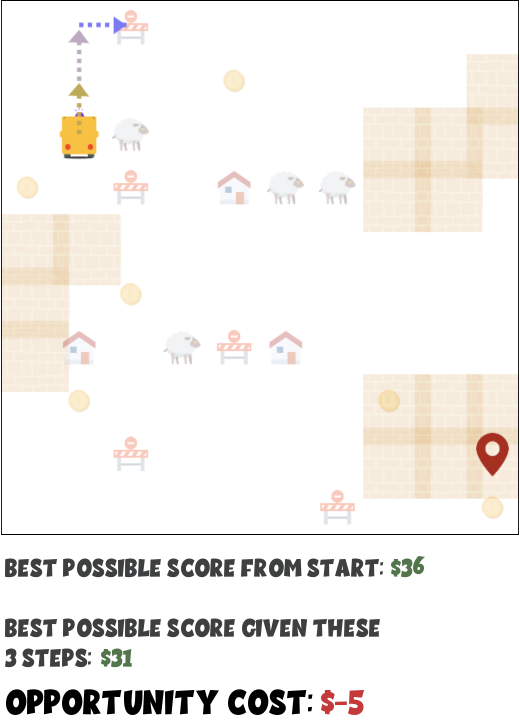 BEST POSSIBLE SCORE FROM START: $36
BEST POSSIBLE SCORE GIVEN THESE
3 STEPS: $31
OPPORTUNITY COST: $-5